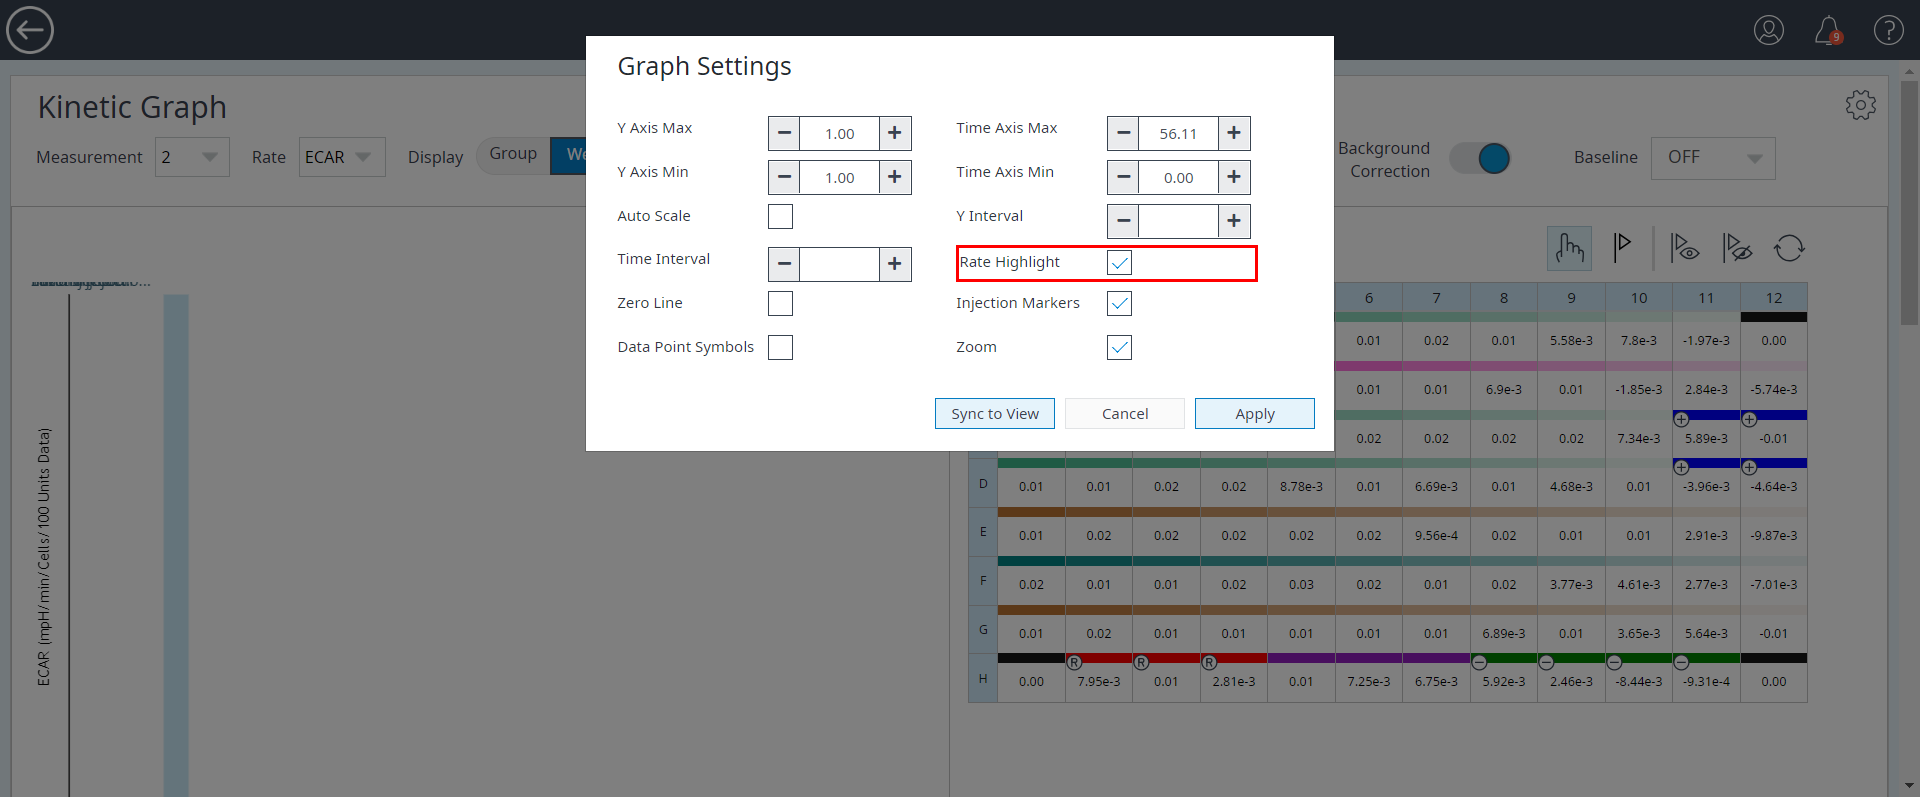 9
Graph Settings
Kinetic Graph
Measurement 2 Rate ECAR Display Group We
Background Correction Baseline OFF
Y Axis Max 1.00 Time Axis Max 56.11
Y Axis Min 1.00 Time Axis Min 0.00
Auto Scale Y Interval
Time Interval Rate Highlight
Zero Line Injection Markers
Data Point Symbols Zoom
Sync to View Cancel Apply
ECAR (mpH/min/Cells/100 Units Data)
6 7 8 9 10 11 12
0.01 0.02 0.01 5.58e-3 7.8e-3 -1.97e-3 0.00
0.01 0.01 6.9e-3 0.01 -1.85e-3 2.84e-3 -5.74e-3
0.02 0.02 0.02 0.02 7.34e-3 5.89e-3 -0.01
D 0.01 0.01 0.02 0.02 8.78e-3 0.01 6.69e-3 0.01 4.68e-3 0.01 -3.96e-3 -4.64e-3
E 0.01 0.02 0.02 0.02 0.02 0.02 9.56e-4 0.02 0.01 0.01 2.91e-3 -9.87e-3
F 0.02 0.01 0.01 0.02 0.03 0.02 0.01 0.02 3.77e-3 4.61e-3 2.77e-3 -7.01e-3
G 0.01 0.02 0.01 0.01 0.01 0.01 0.01 6.89e-3 0.01 3.65e-3 5.64e-3 -0.01
R R R
H 0.00 7.95e-3 0.01 2.81e-3 0.01 7.25e-3 6.75e-3 5.92e-3 2.46e-3 -8.44e-3 -9.31e-4 0.00